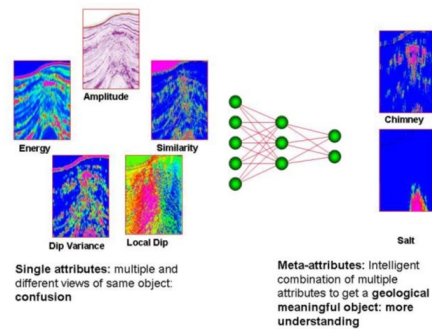 Amplitude
Energy
Similarity
Chimney
Dip Variance
Local Dip
Salt
Single attributes: multiple and
different views of same object:
confusion
Meta-attributes: Intelligent
combination of multiple
attributes to get a geological
meaningful object: more
understanding